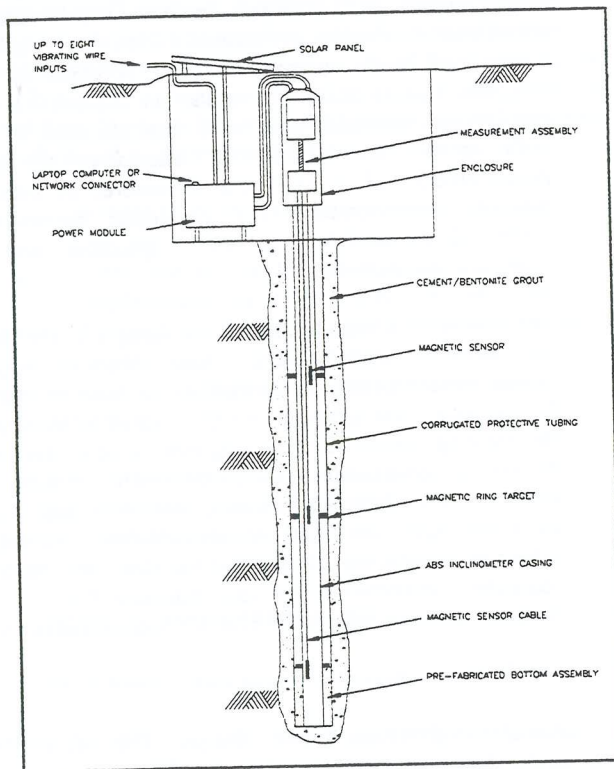 UP TO EIGHT
VIBRATING WIRE
INPUTS
SOLAR PANEL
MEASUREMENT ASSEMBLY
ENCLOSURE
LAPTOP COMPUTER OR
NETWORK CONNECTOR
POWER MODULE
CEMENT/BENTONITE GROUT
MAGNETIC SENSOR
CORRUGATED PROTECTIVE TUBING
MAGNETIC RING TARGET
ABS INCLINOMETER CASING
MAGNETIC SENSOR CABLE
PRE-FABRICATED BOTTOM ASSEMBLY